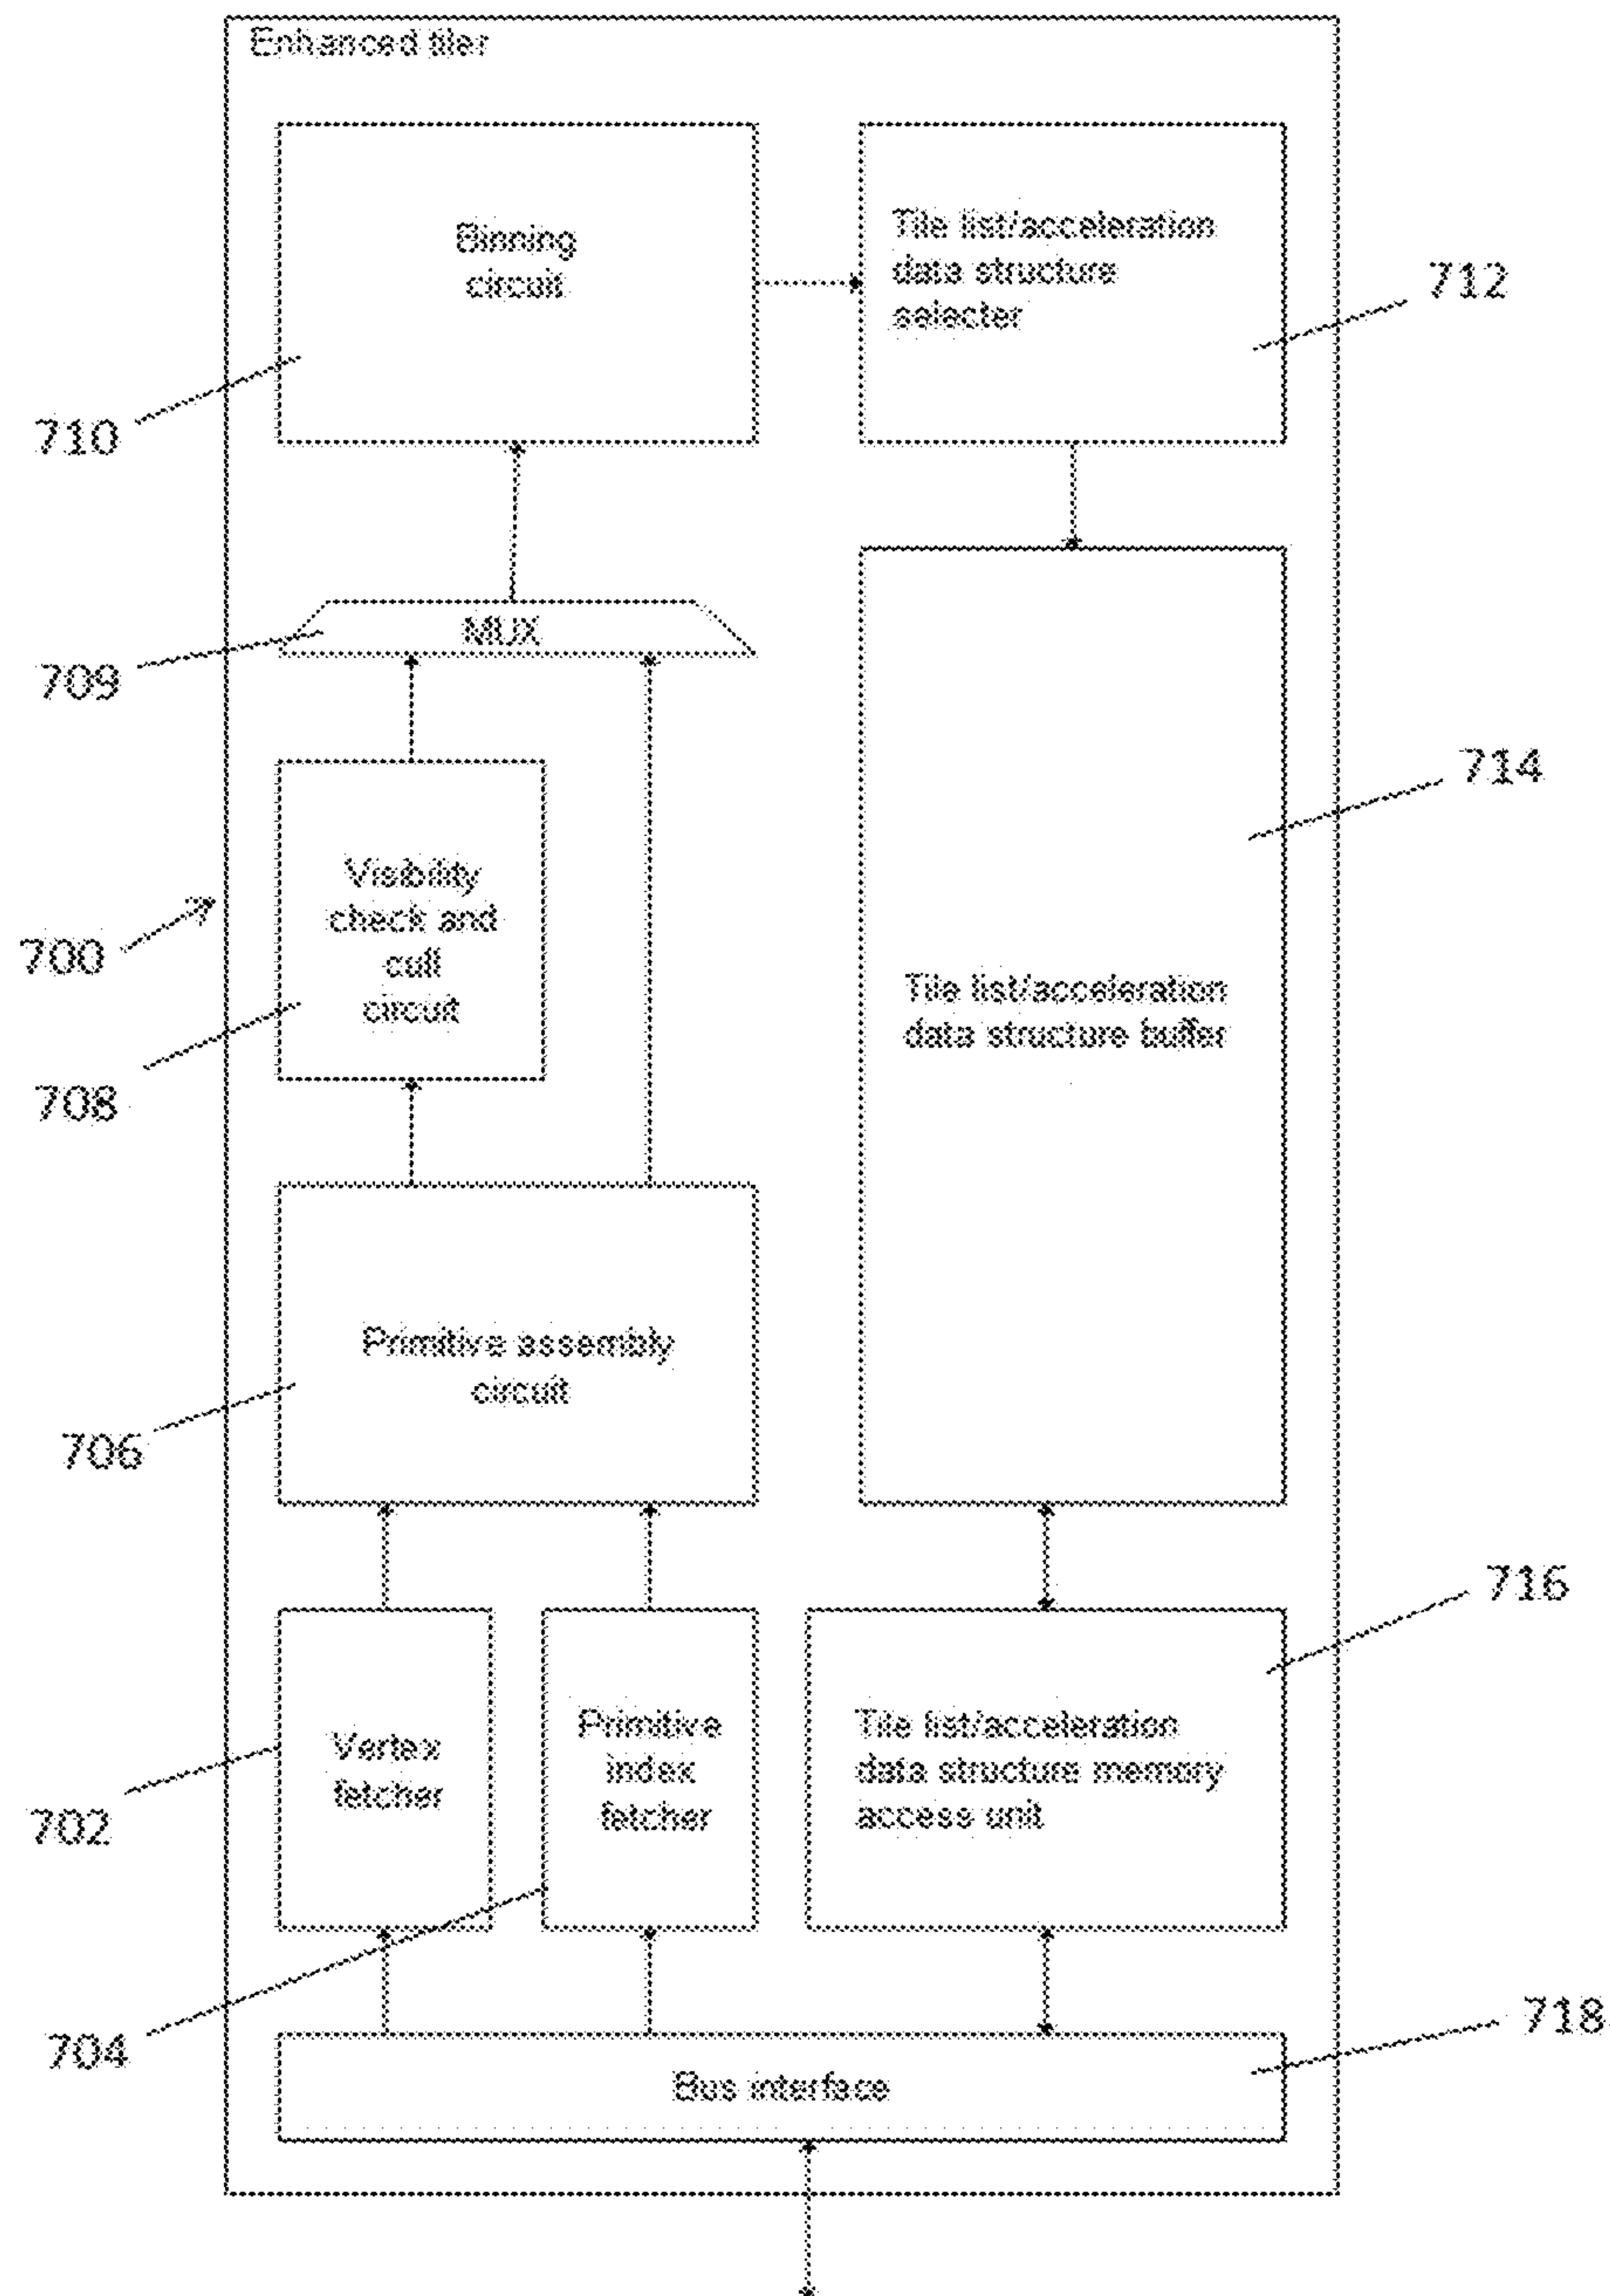 Enhanced tiler
Binning
circuit
Tile list/acceleration
data structure
selecter
712
710
MUX
709
714
Visibility
check and
cull
circuit
700
Tile list/acceleration
data structure buffer
708
Primitive assembly
circuit
706
716
Vertex
fetcher
Primitive
index
fetcher
Tile list/acceleration
data structure memory
access unit
702
704
718
Bus interface